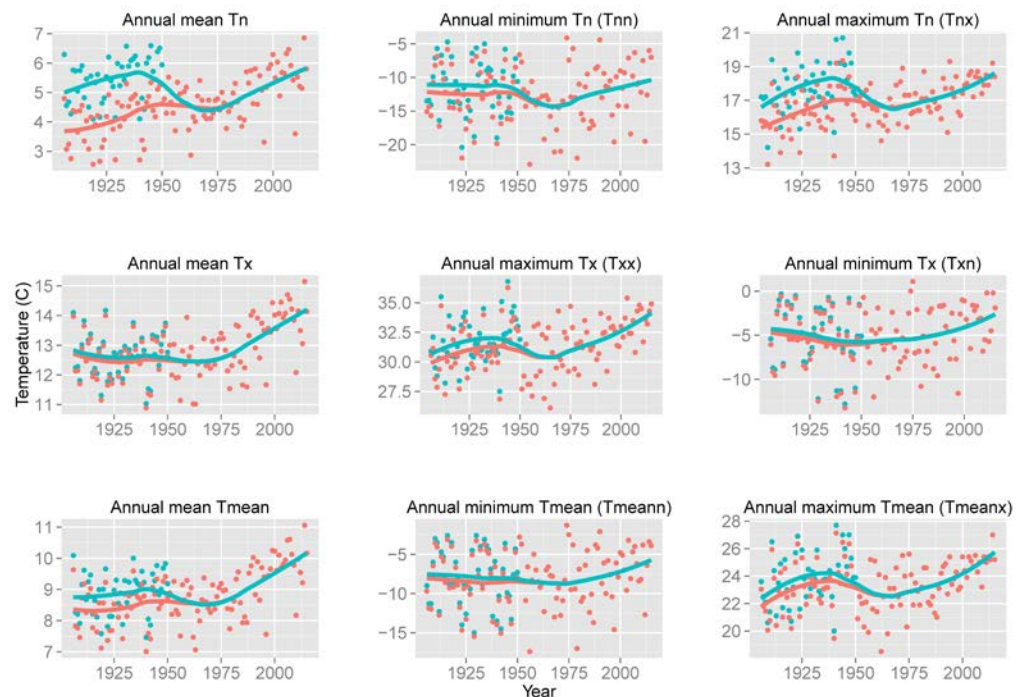 Annual mean Tn
Annual minimum Tn (Tnn)
Annual maximum Tn (Tnx)
7
6
5
4
3
1925 1950 1975 2000
−5
−10
−15
−20
1925 1950 1975 2000
21
19
17
15
13
1925 1950 1975 2000
Temperature (C)
Annual mean Tx
Annual maximum Tx (Txx)
Annual minimum Tx (Txn)
15
14
13
12
11
1925 1950 1975 2000
35.0
32.5
30.0
27.5
1925 1950 1975 2000
0
−5
−10
1925 1950 1975 2000
Annual mean Tmean
Annual minimum Tmean (Tmeann)
Annual maximum Tmean (Tmeanx)
11
10
9
8
7
1925 1950 1975 2000
−5
−10
−15
1925 1950 1975 2000
28
26
24
22
20
1925 1950 1975 2000
Year